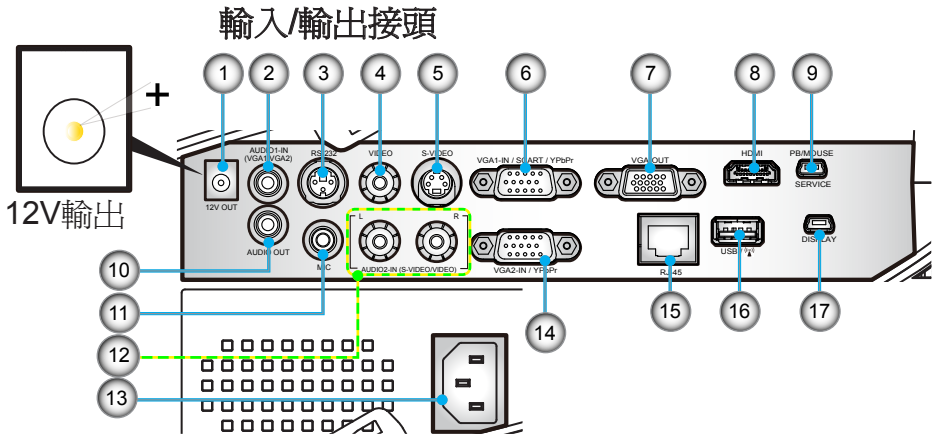 輸入/輸出接頭
1 2 3 4 5 6 7 8 9
+
AUDIO1-IN
(VGA1/VGA2)
RS-232
VIDEO
S-VIDEO
VGA1-IN / SCART / YPbPr
VGA-OUT
HDMI
PB/MOUSE
SERVICE
12V OUT
12V輸出
L R
AUDIO OUT
MIC
AUDIO2-IN (S-VIDEO/VIDEO)
VGA2-IN / YPbPr
RJ45
USB
DISPLAY
10
11
12
13
14
15
16
17